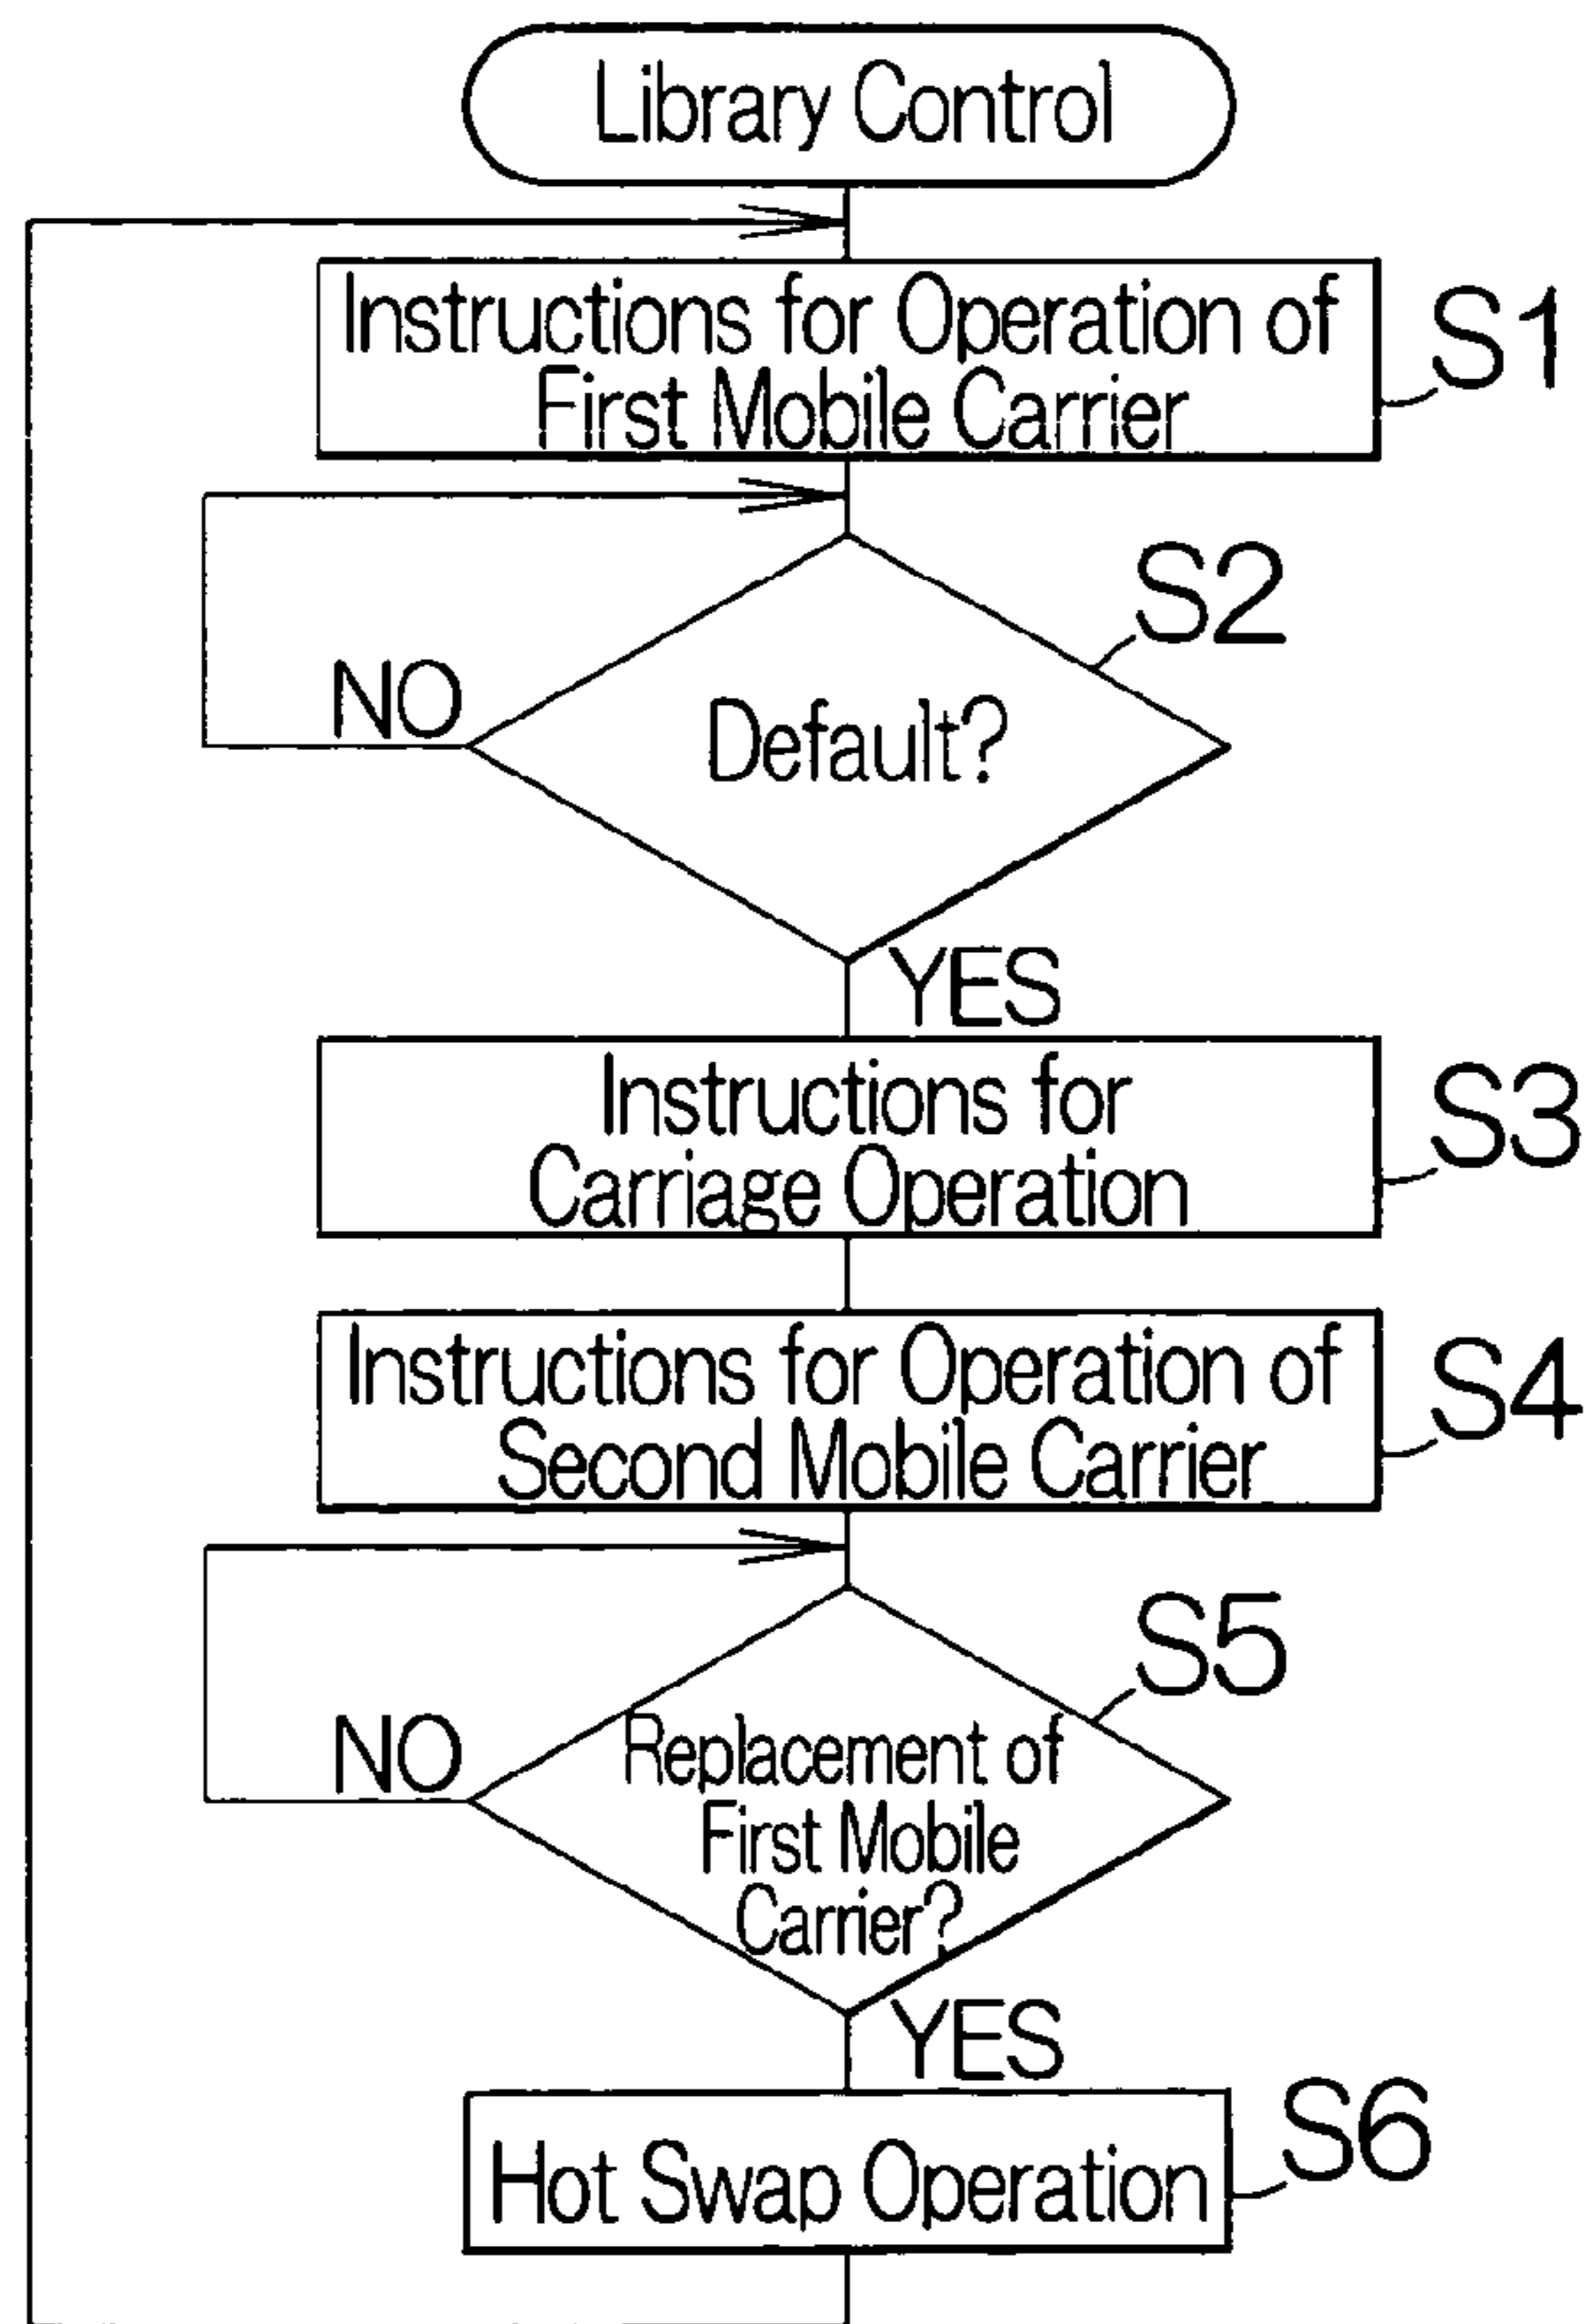 Library Control
Instructions for Operation of
First Mobile Carrier
S1
S2
NO
Default?
YES
Instructions for
Carriage Operation
S3
Instructions for Operation of
Second Mobile Carrier
S4
S5
NO
Replacement of
First Mobile
Carrier?
YES
Hot Swap Operation
S6